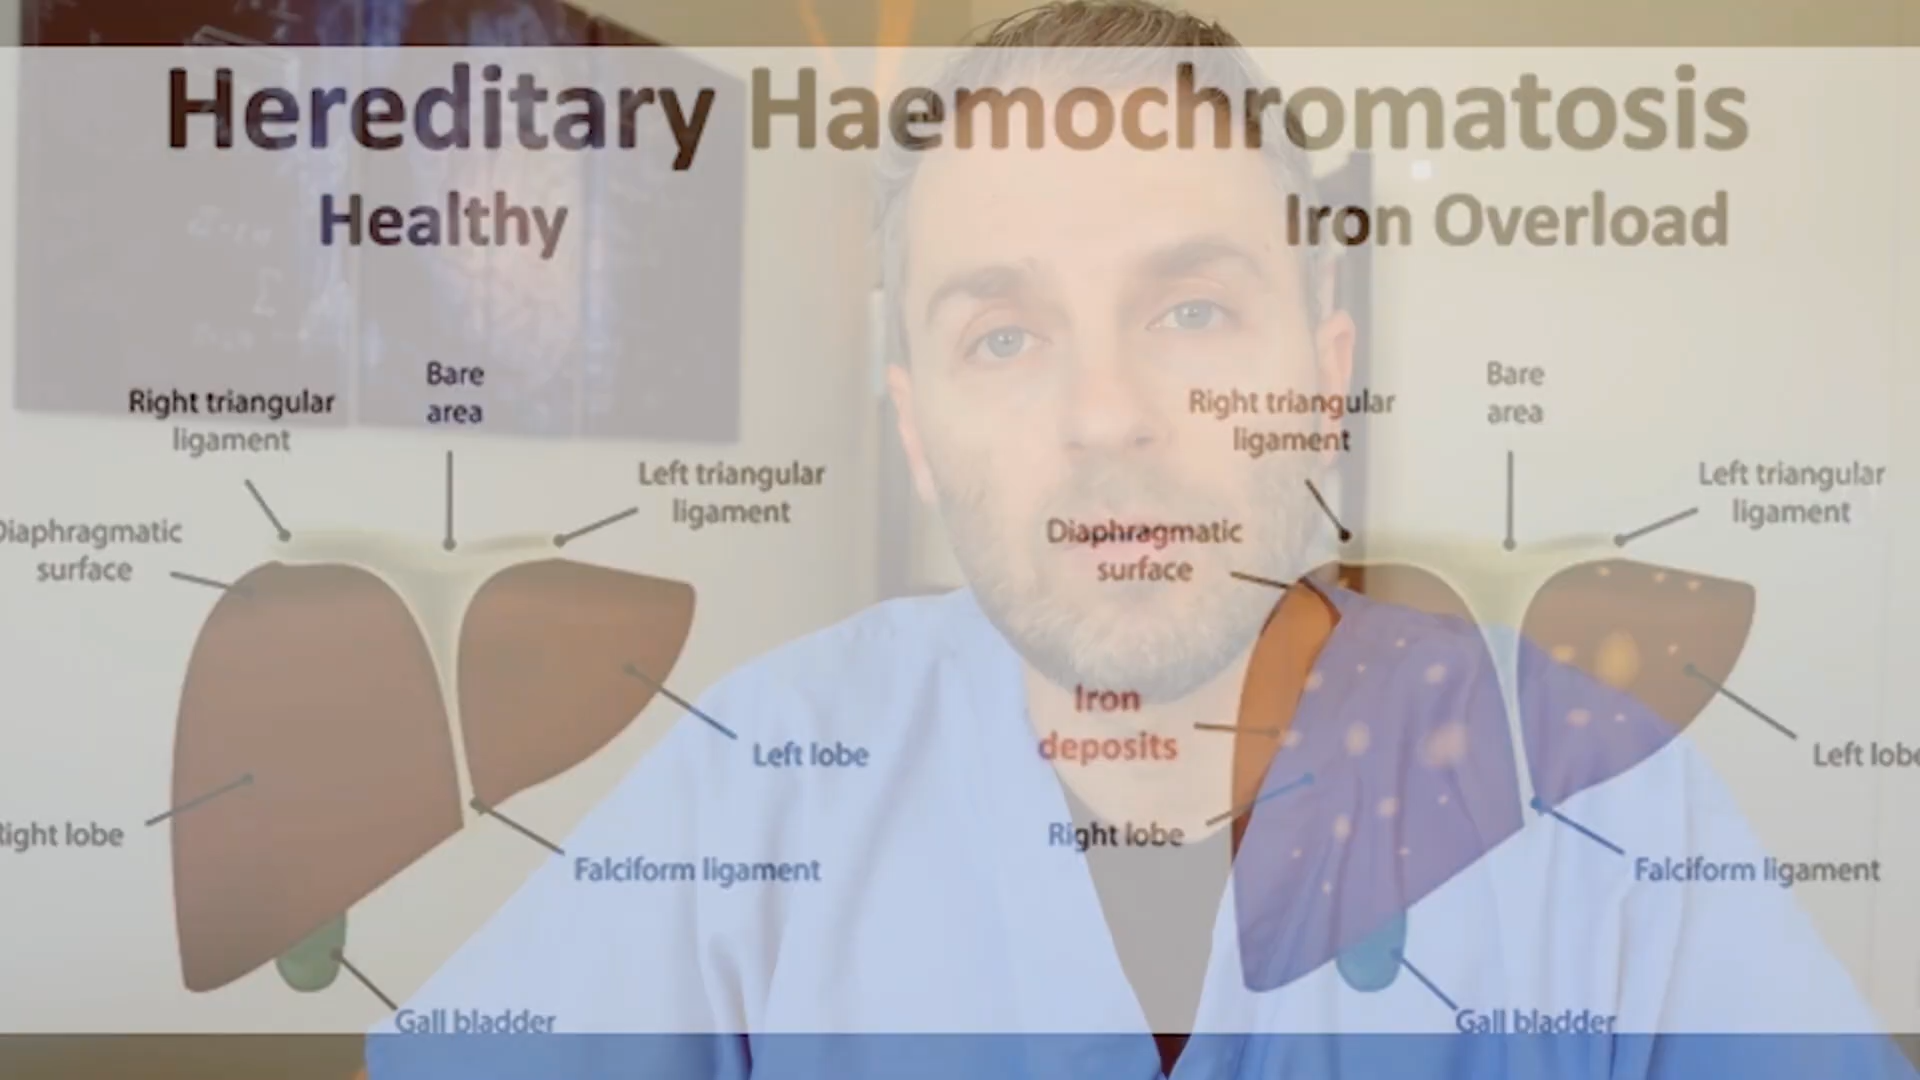 Hereditary Haemochromatosis
Healthy
Iron Overload
Right triangular
ligament
Bare
area
Left triangular
ligament
Diaphragmatic
surface
Left lobe
Right lobe
Falciform ligament
Gall bladder
Right triangular
ligament
Bare
area
Left triangular
ligament
Diaphragmatic
surface
Iron
deposits
Left lobe
Right lobe
Falciform ligament
Gall bladder